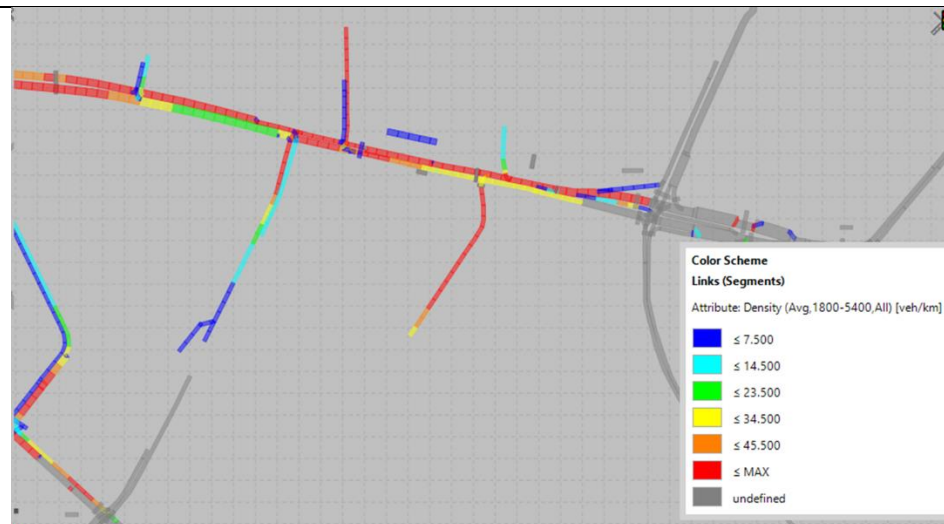 Color Scheme
Links (Segments)
Attribute: Density (Avg,1800-5400,All) [veh/km]
≤ 7.500
≤ 14.500
≤ 23.500
≤ 34.500
≤ 45.500
≤ MAX
undefined